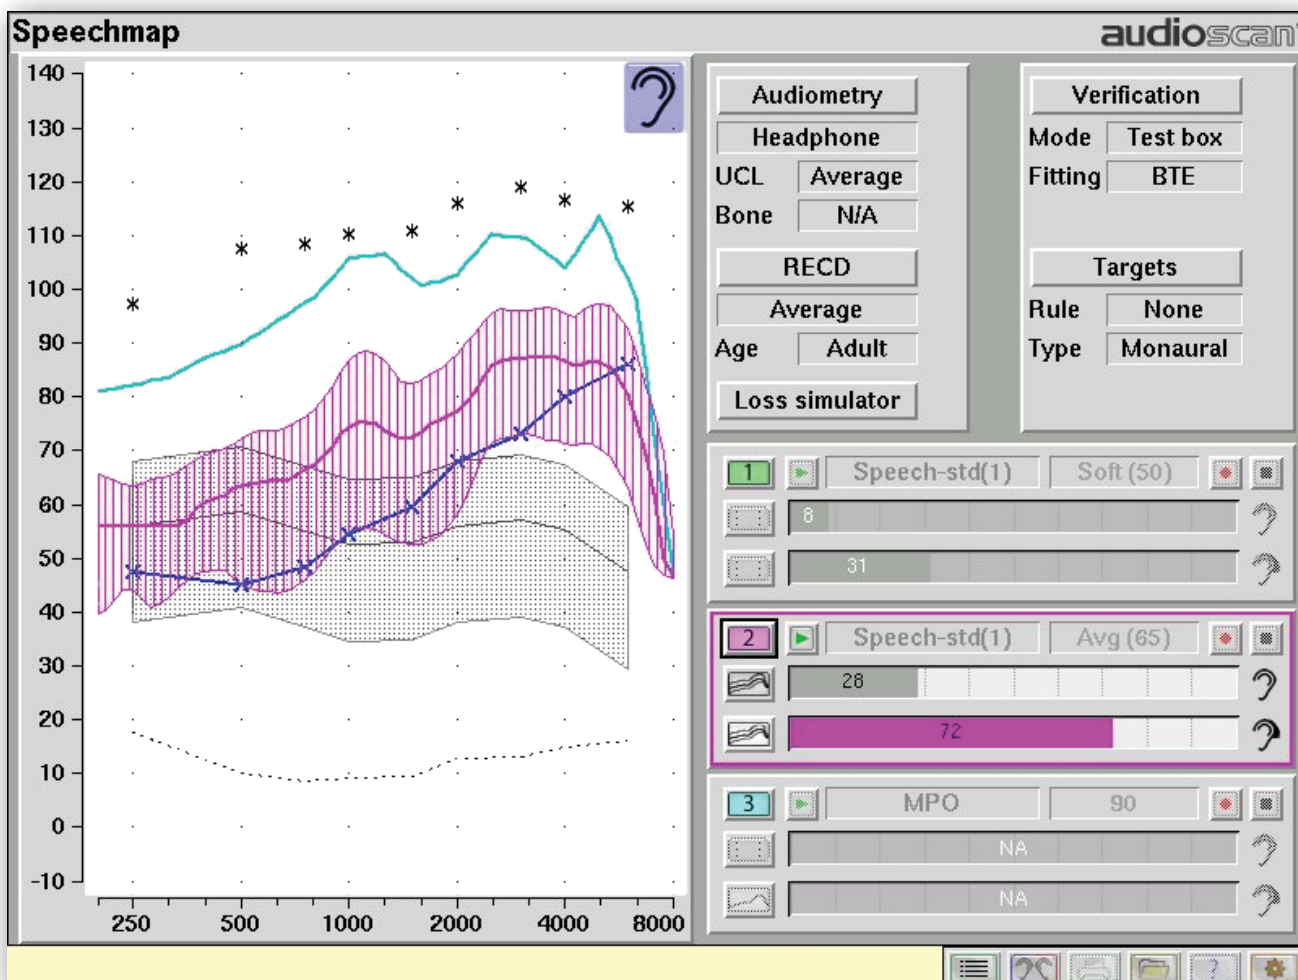 Speechmap
audioscan
140
130
120
110
100
90
80
70
60
50
40
30
20
10
0
-10
250 500 1000 2000 4000 8000
Audiometry
Headphone
UCL Average
Bone N/A
RECD
Average
Age Adult
Loss simulator
Verification
Mode Test box
Fitting BTE
Targets
Rule None
Type Monaural
1 Speech-std(1) Soft (50)
8
31
2 Speech-std(1) Avg (65)
28
72
3 MPO 90
NA
NA
?